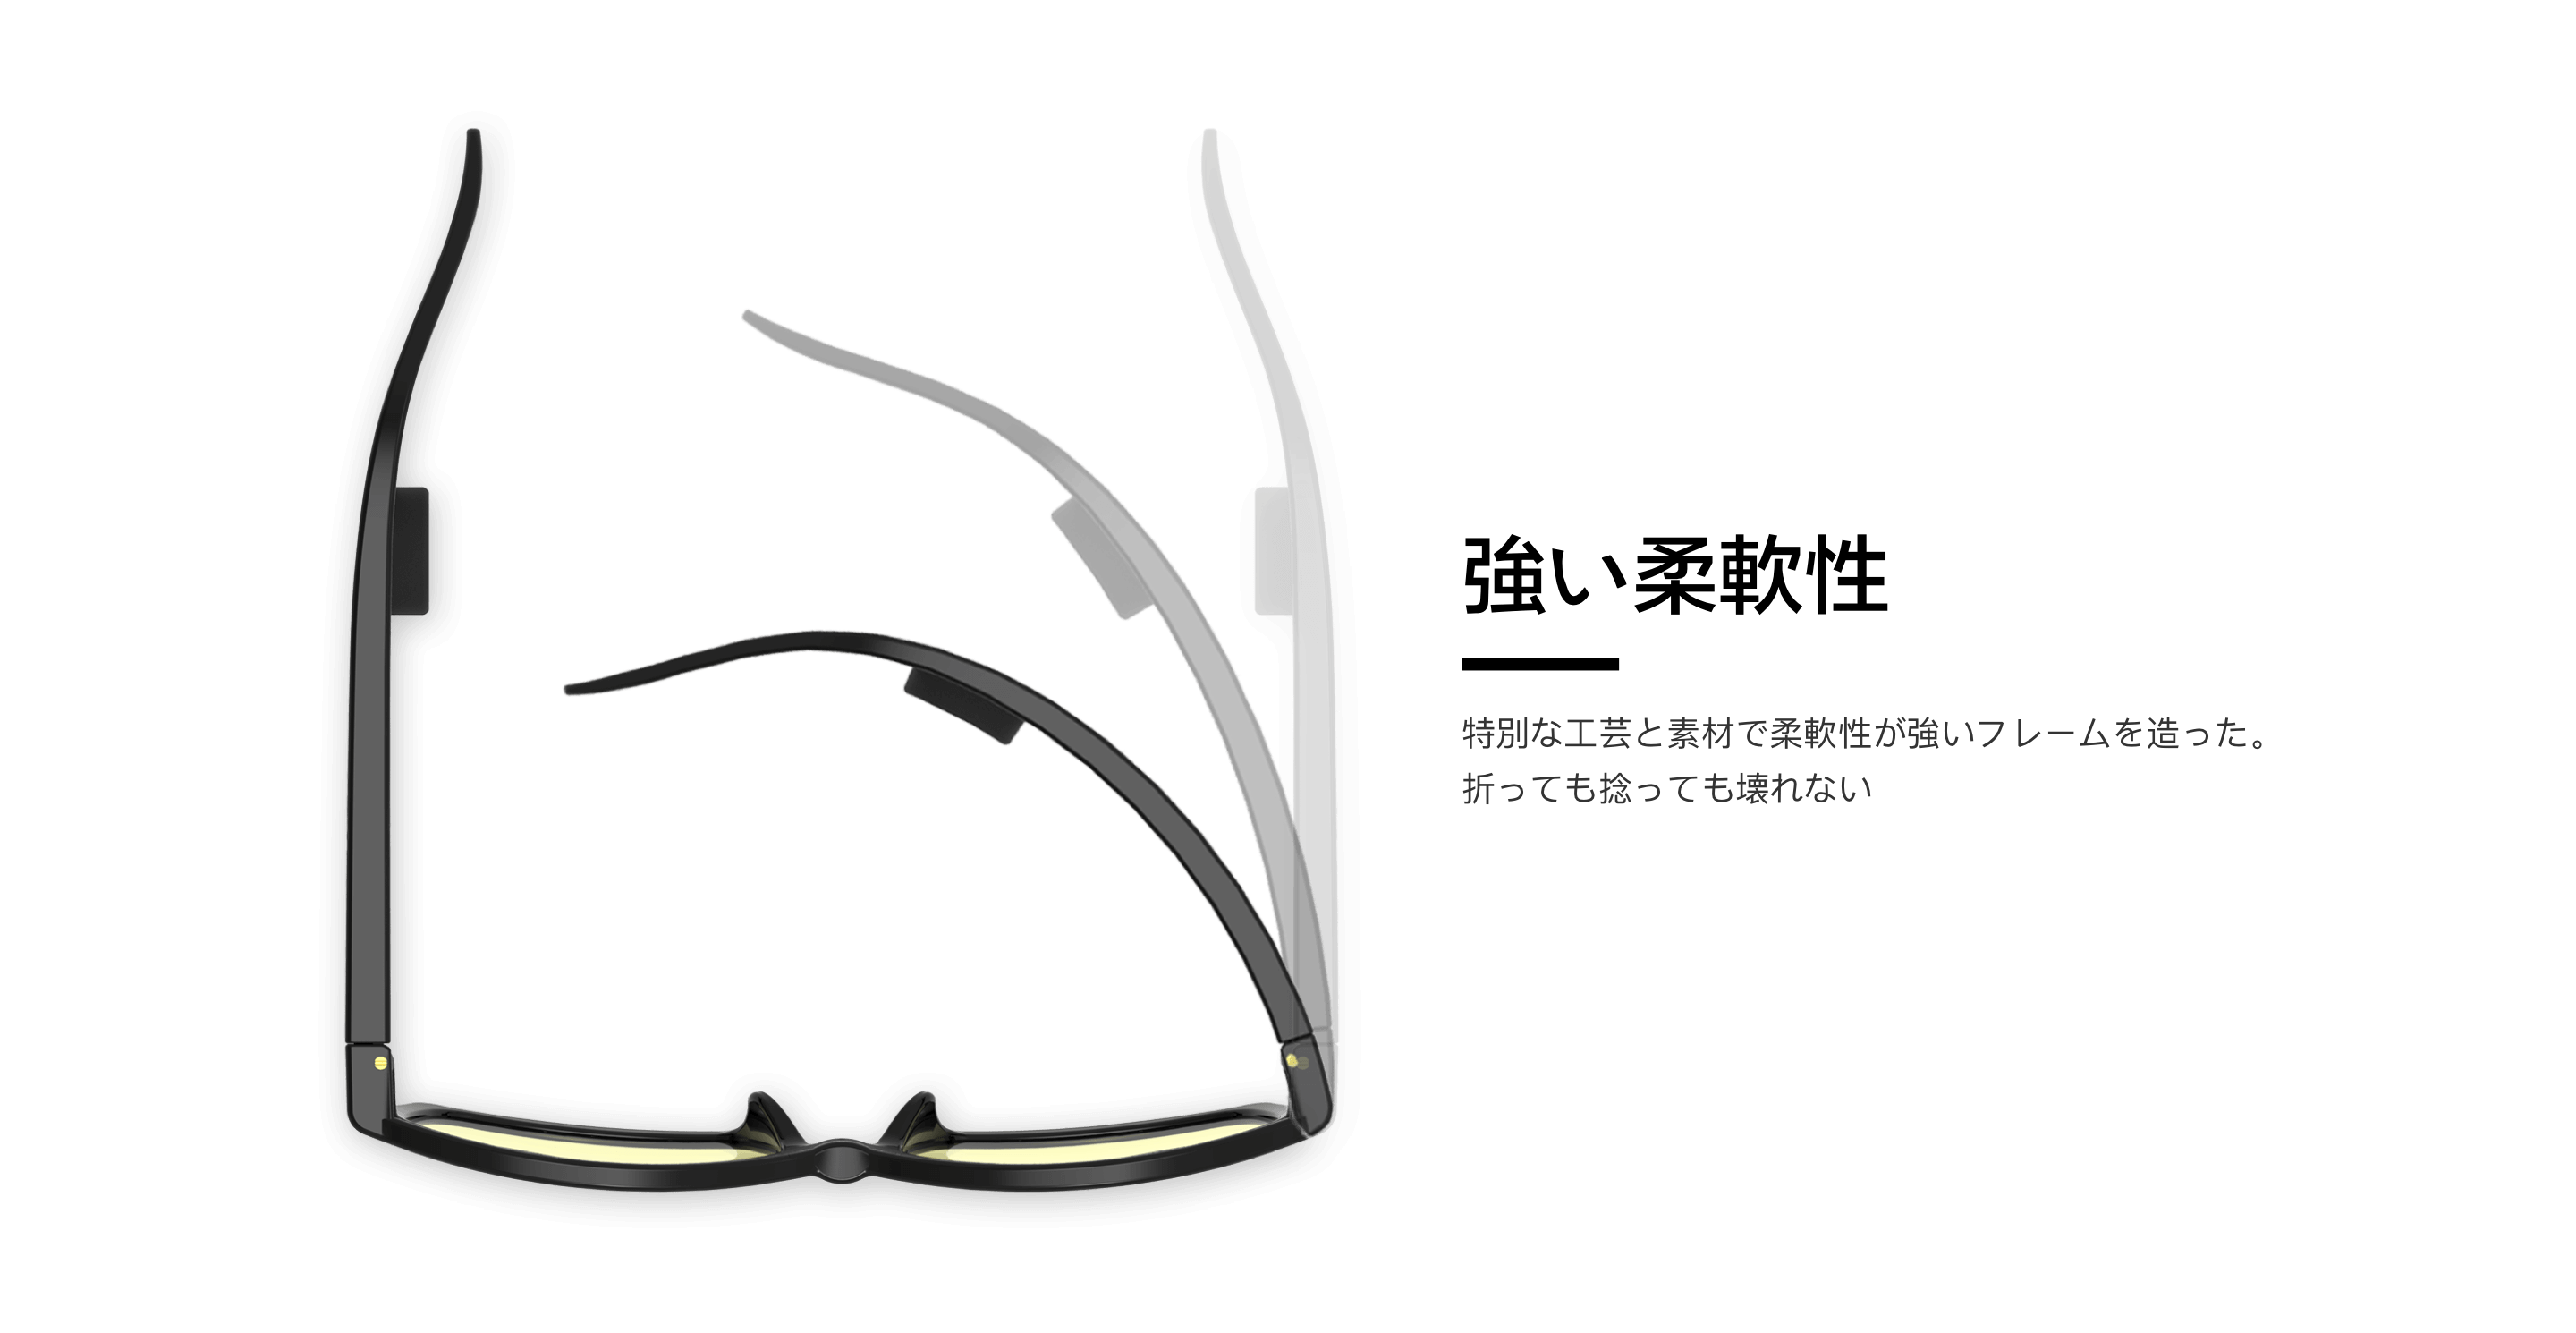 強い柔軟性
特別な工芸と素材で柔軟性が強いフレームを造った。
折っても捻っても壊れない